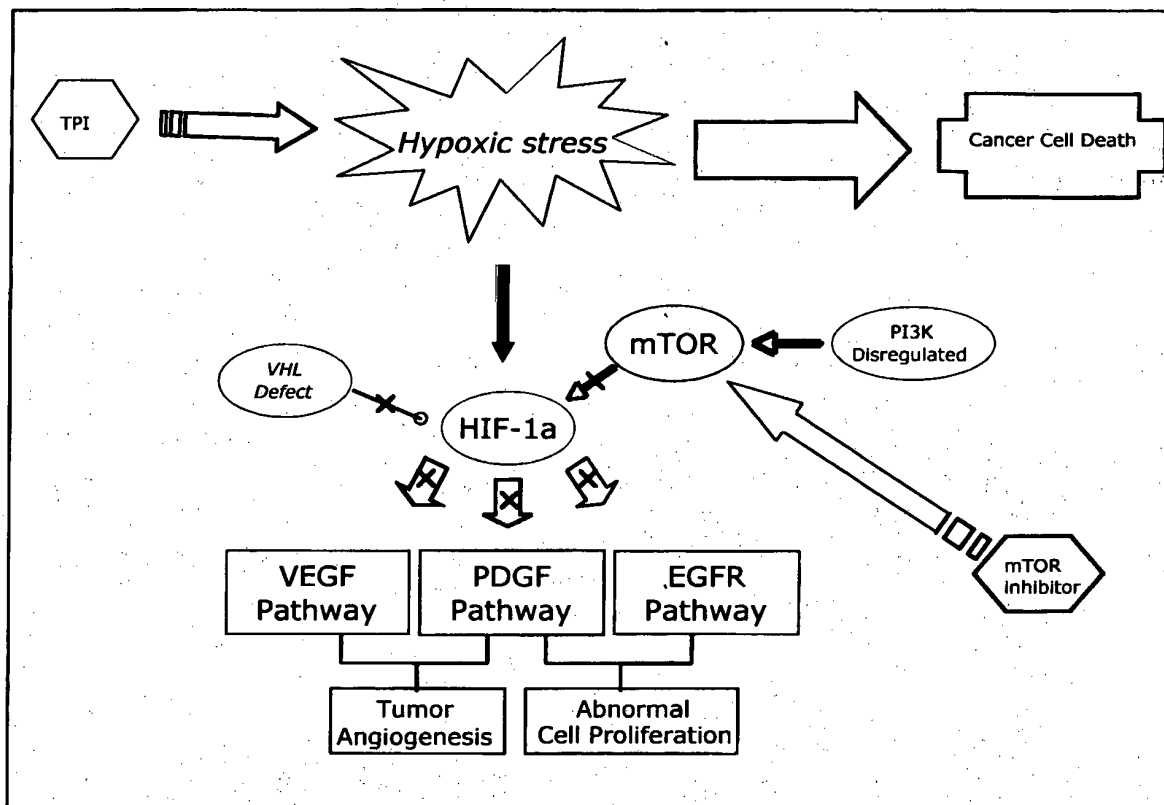 TPI
Hypoxic stress
Cancer Cell Death
mTOR
PI3K
Disregulated
VHL
Defect
HIF-1a
mTOR
inhibitor
VEGF
Pathway
PDGF
Pathway
EGFR
Pathway
Tumor
Angiogenesis
Abnormal
Cell Proliferation